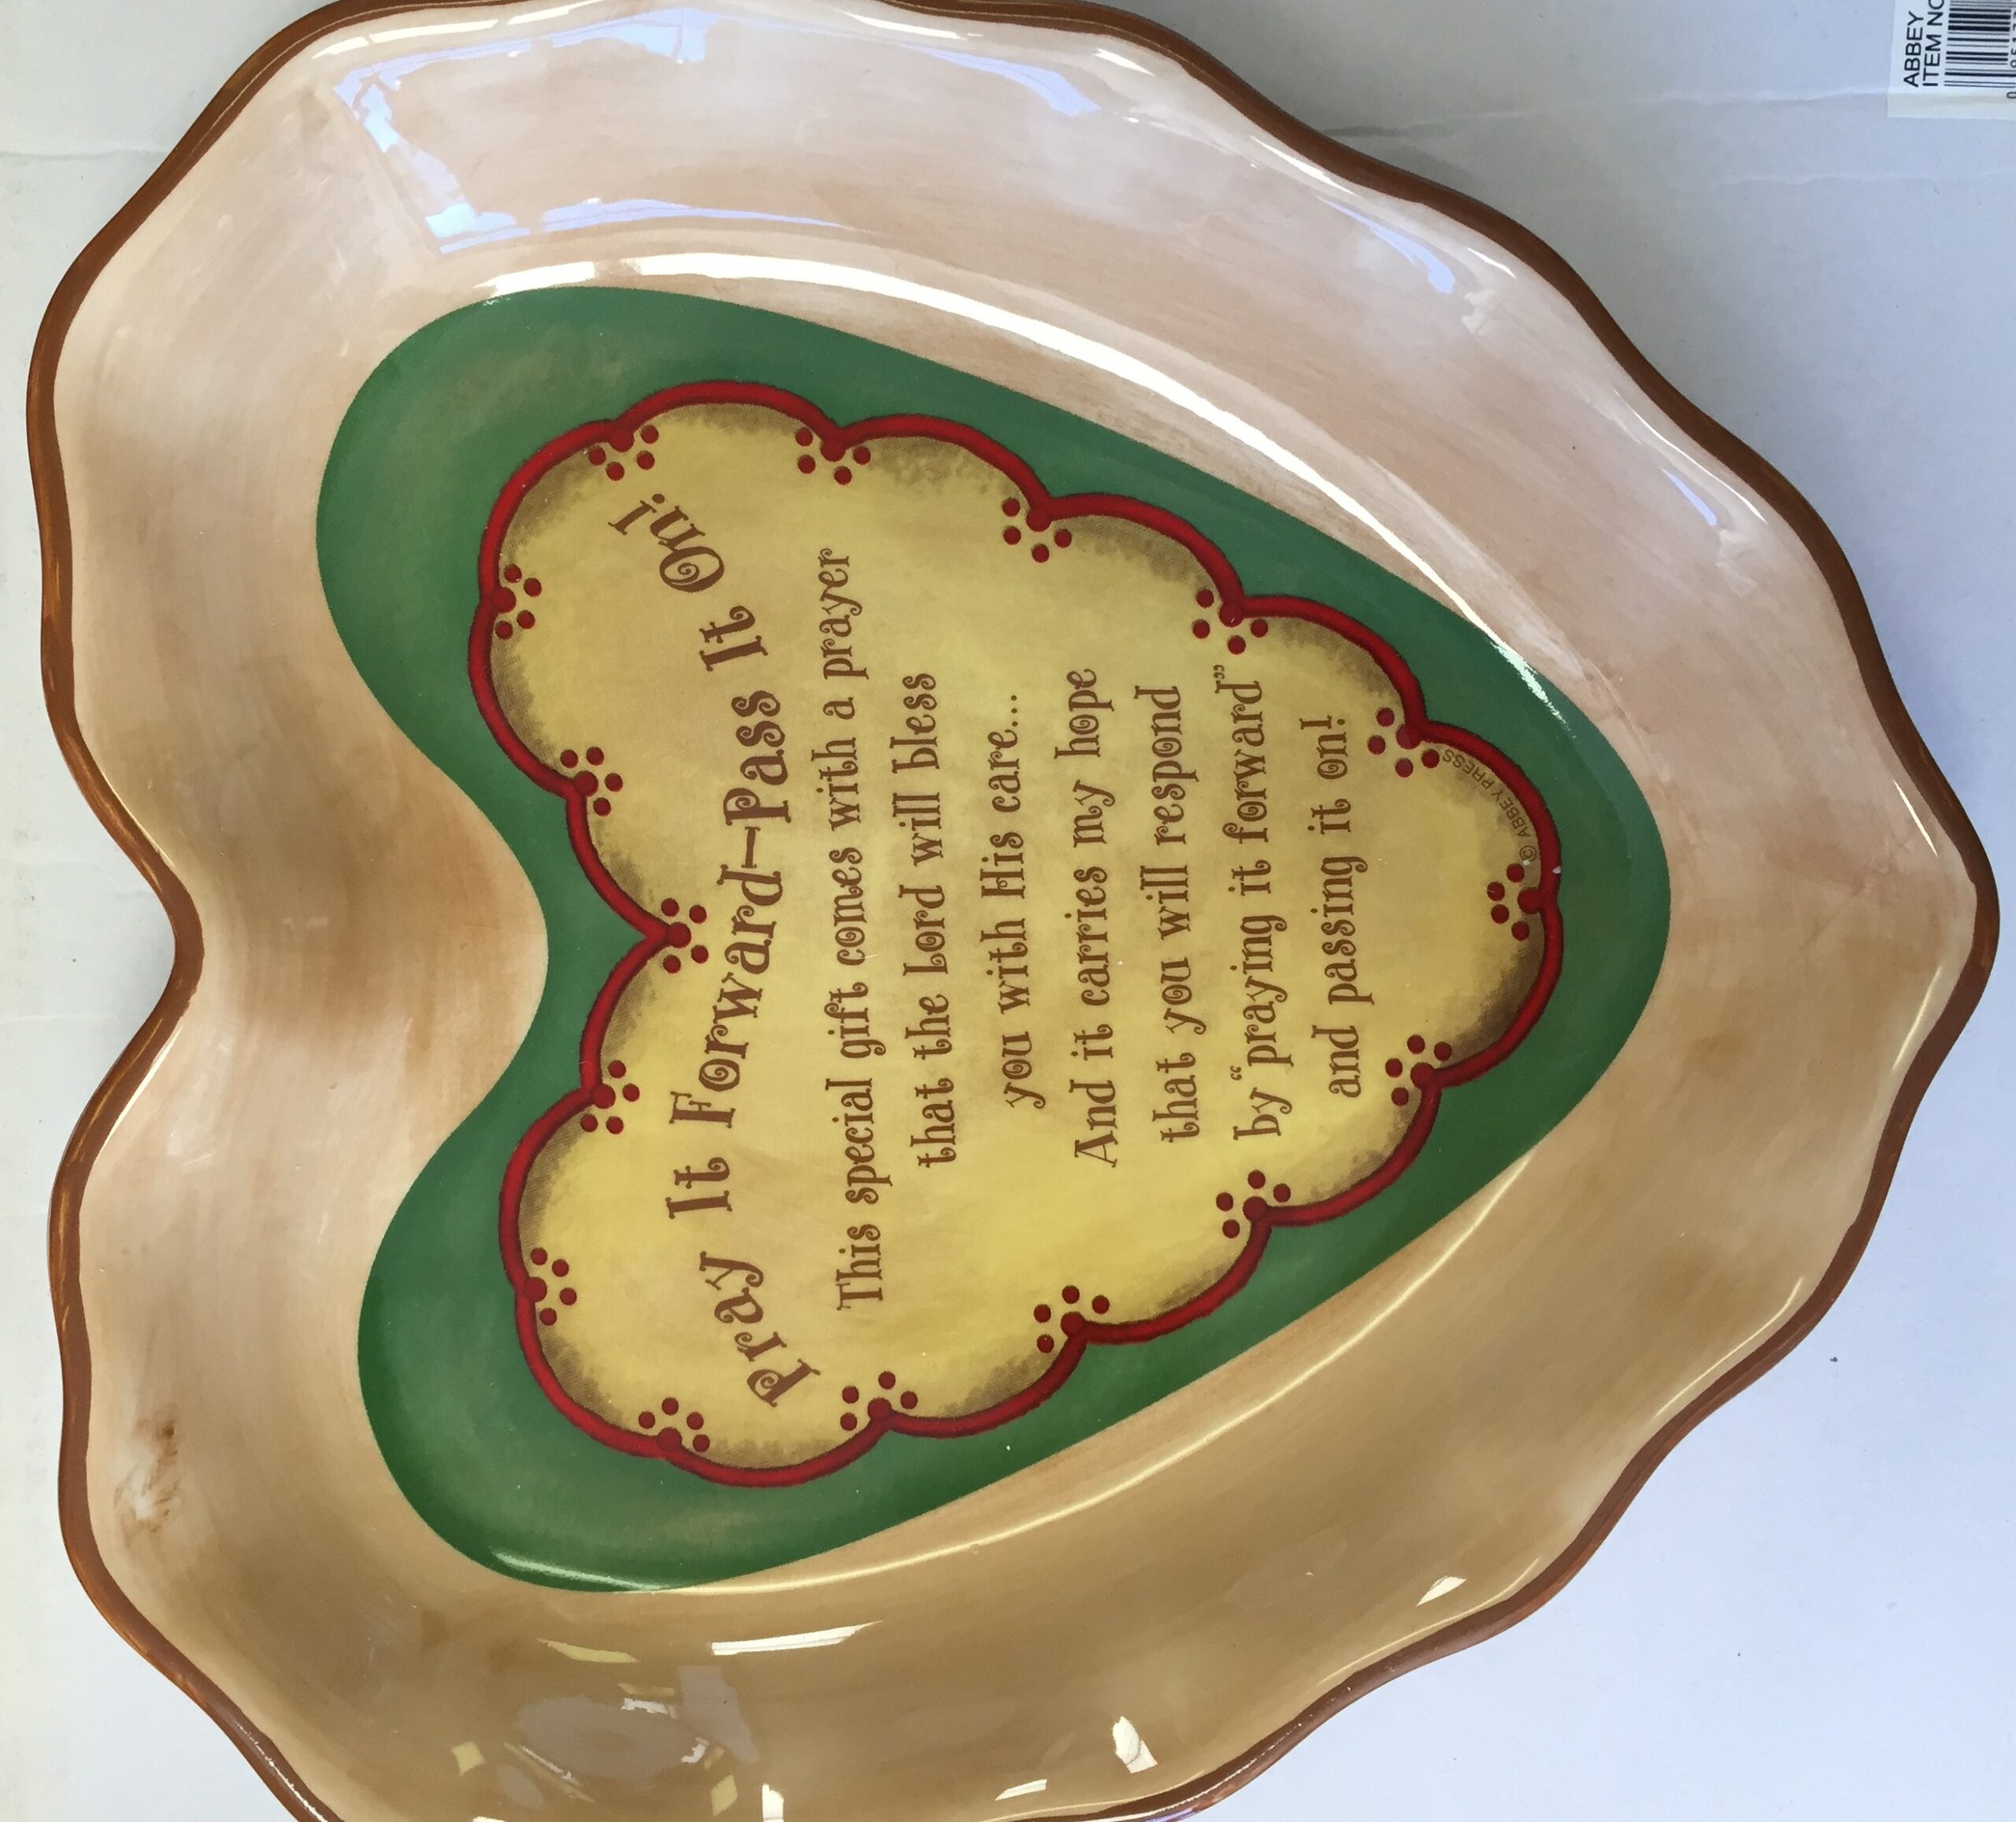 Pray It Forward–Pass It On!
This special gift comes with a prayer
that the Lord will bless
you with His care...
And it carries my hope
that you will respond
by “praying it forward”
and passing it on!
© ABBEY PRESS
ABBEY
ITEM NO